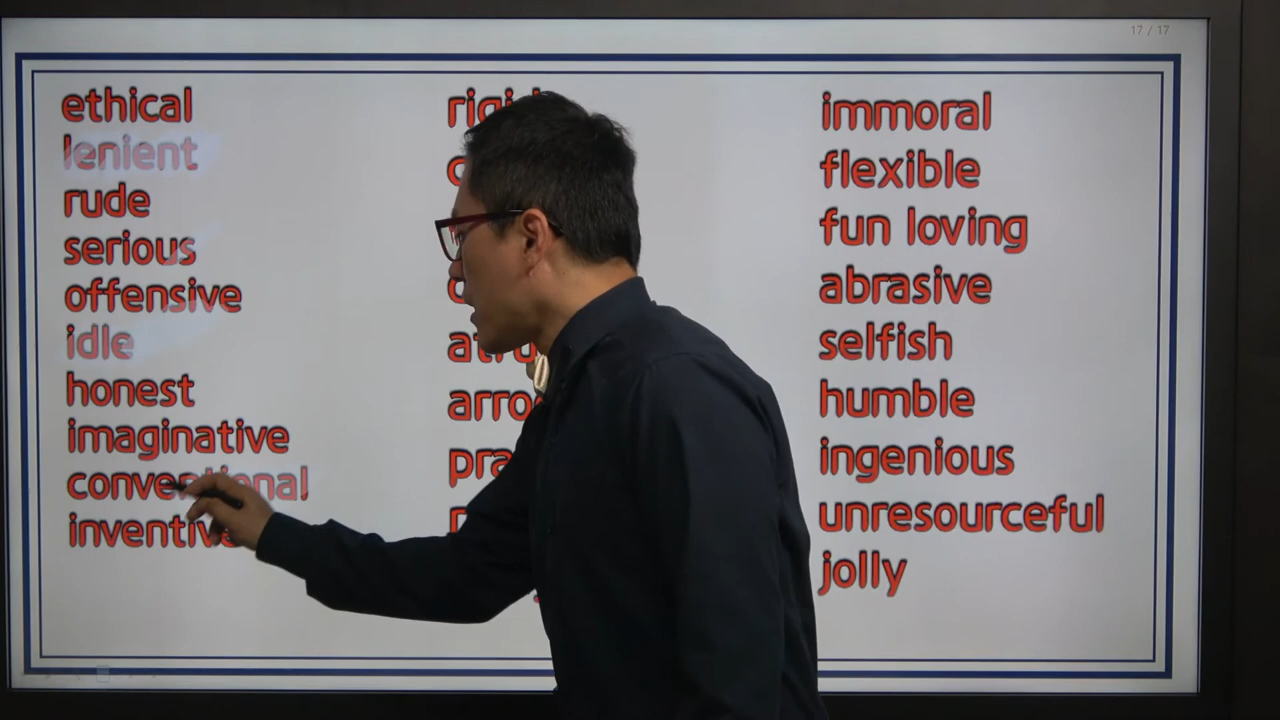 17 / 17
ethical
lenient
rude
serious
offensive
idle
honest
imaginative
conventional
inventive
rigid
immoral
flexible
fun loving
abrasive
selfish
humble
ingenious
unresourceful
jolly